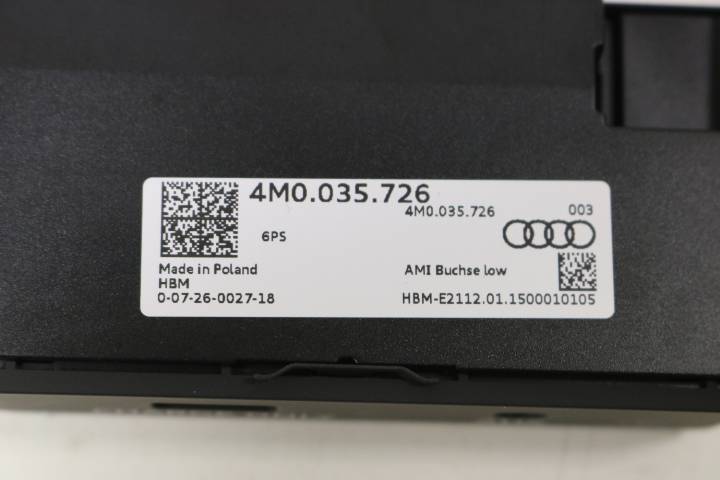 4M0.035.726
4M0.035.726 003
6PS
Made in Poland
HBM
0-07-26-0027-18
AMI Buchse low
HBM-E2112.01.1500010105